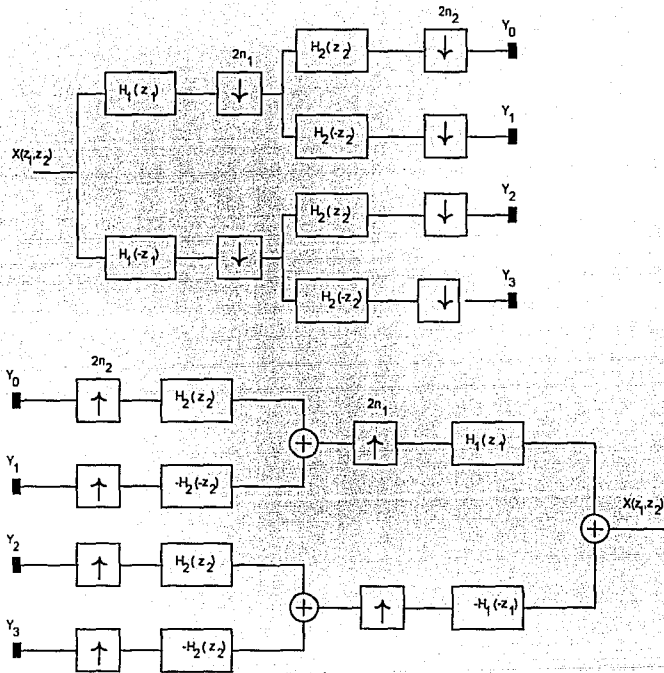 2n₁ 2n₂
H₂(z₂) ↓ Y₀
H₁(z₁) ↓
H₂(-z₂) ↓ Y₁
X(z₁,z₂)
H₂(z₂) ↓ Y₂
H₁(-z₁) ↓
H₂(-z₂) ↓ Y₃
Y₀ 2n₂ ↑ H₂(z₂)
2n₁
+ ↑ H₁(z₁)
Y₁ ↑ -H₂(-z₂)
X(z₁,z₂)
+
Y₂ ↑ H₂(z₂)
+ ↑ -H₁(-z₁)
Y₃ ↑ -H₂(z₂)